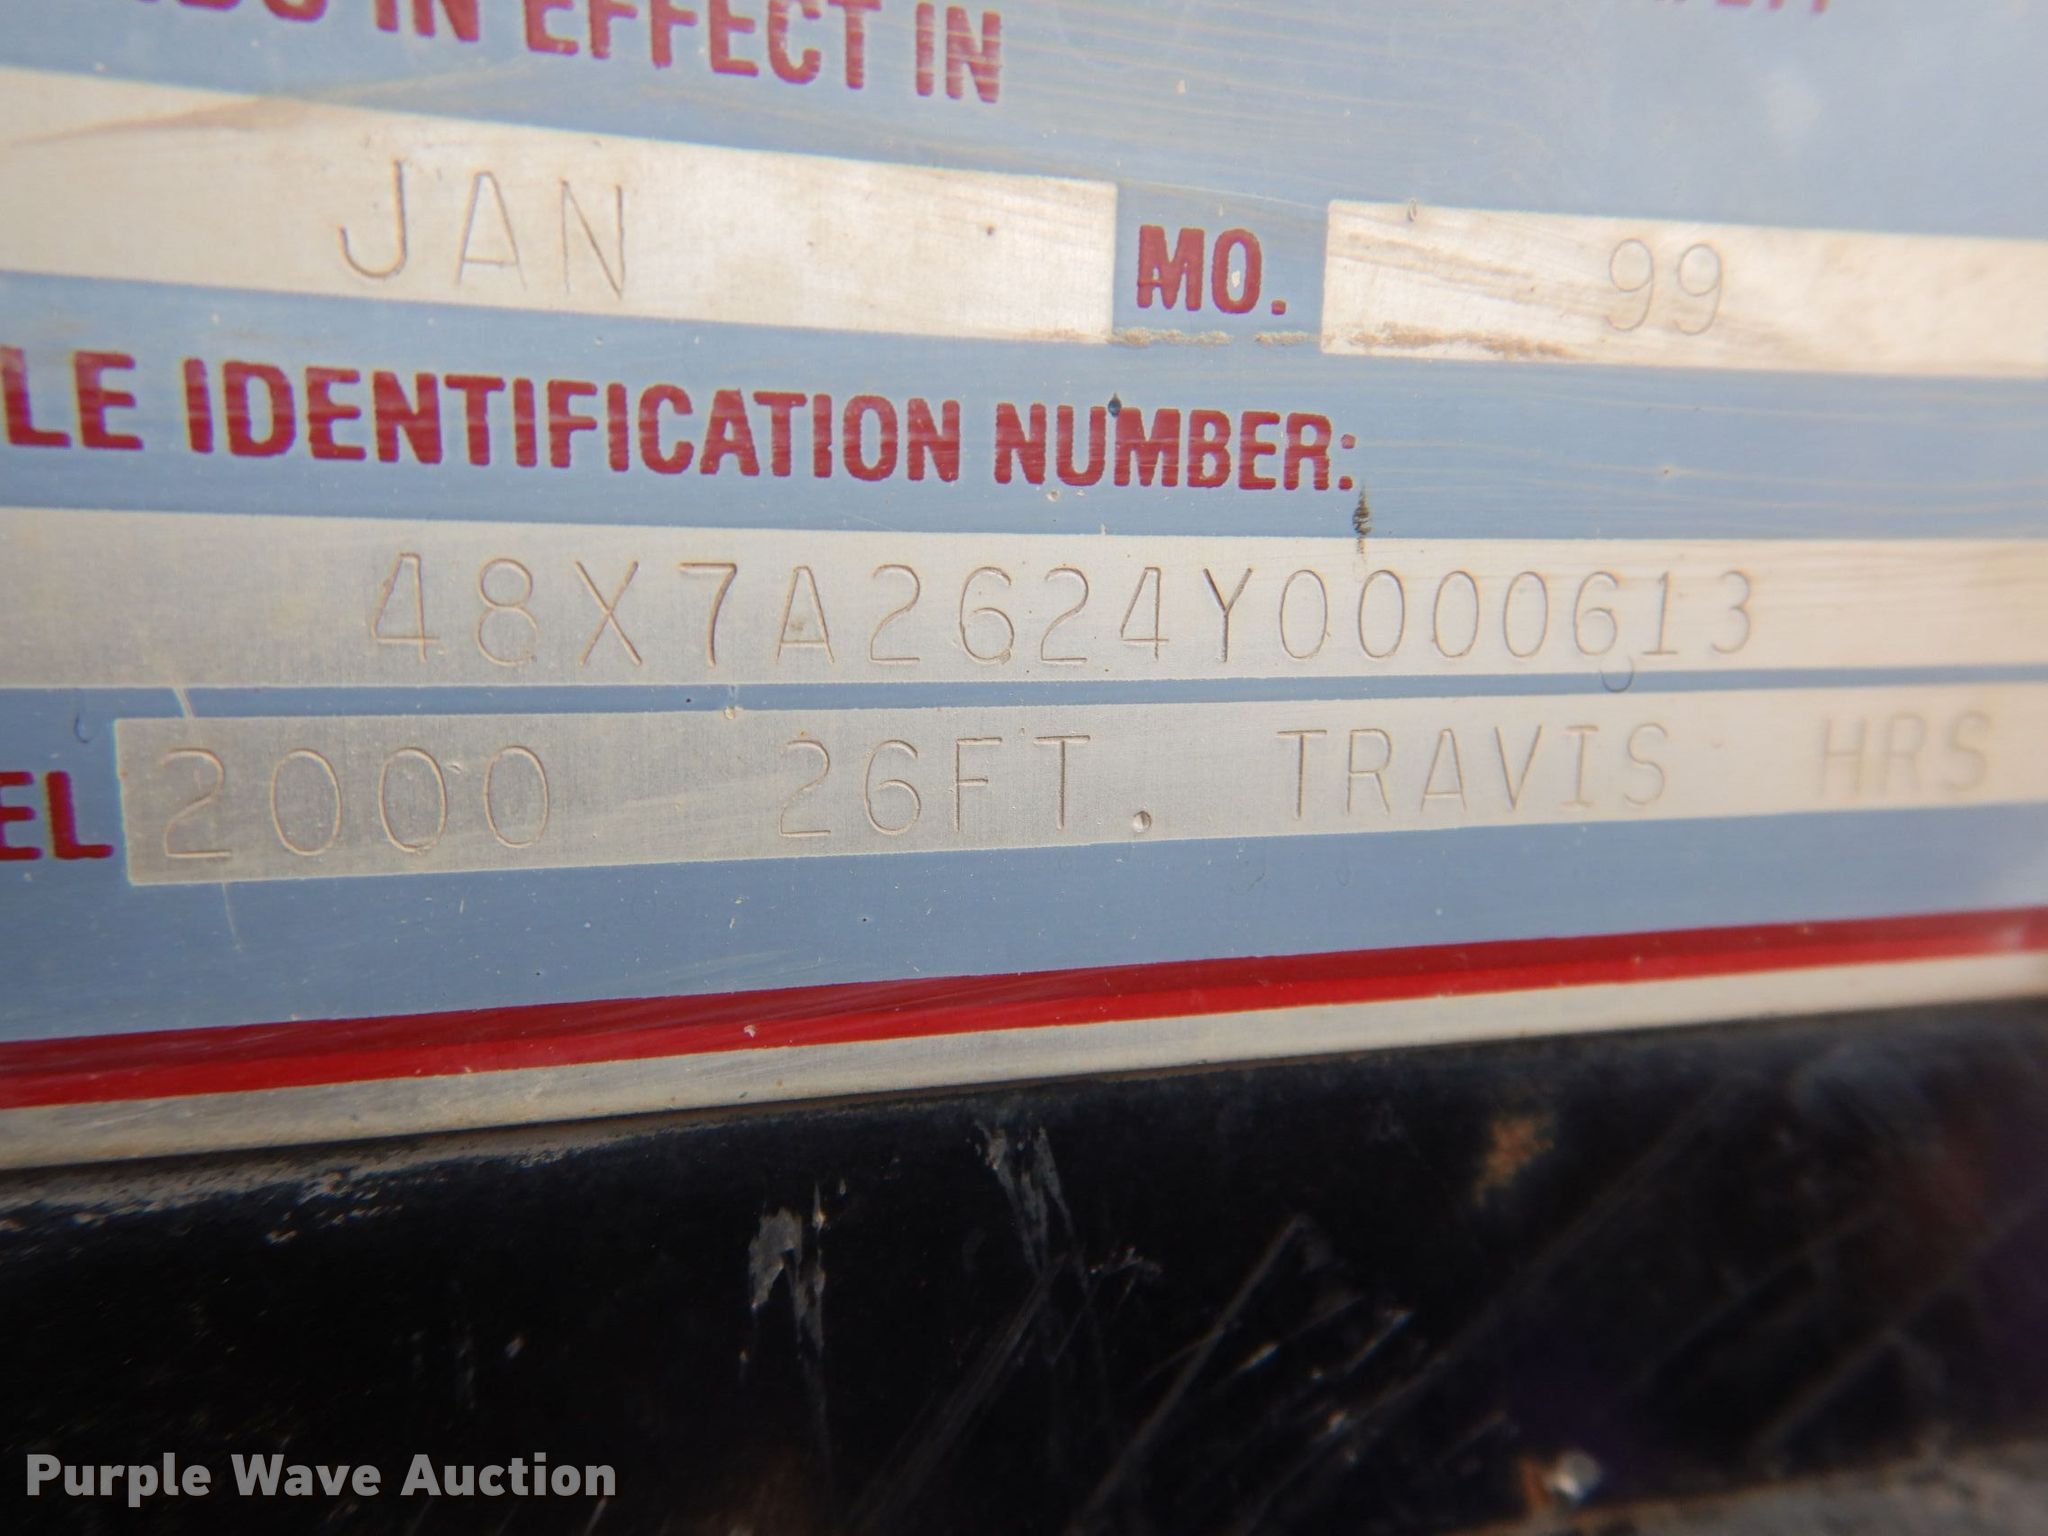 IN EFFECT IN
JAN MO. 99
LE IDENTIFICATION NUMBER:
48X7A2624Y0000613
EL 2000 26FT. TRAVIS HRS
Purple Wave Auction